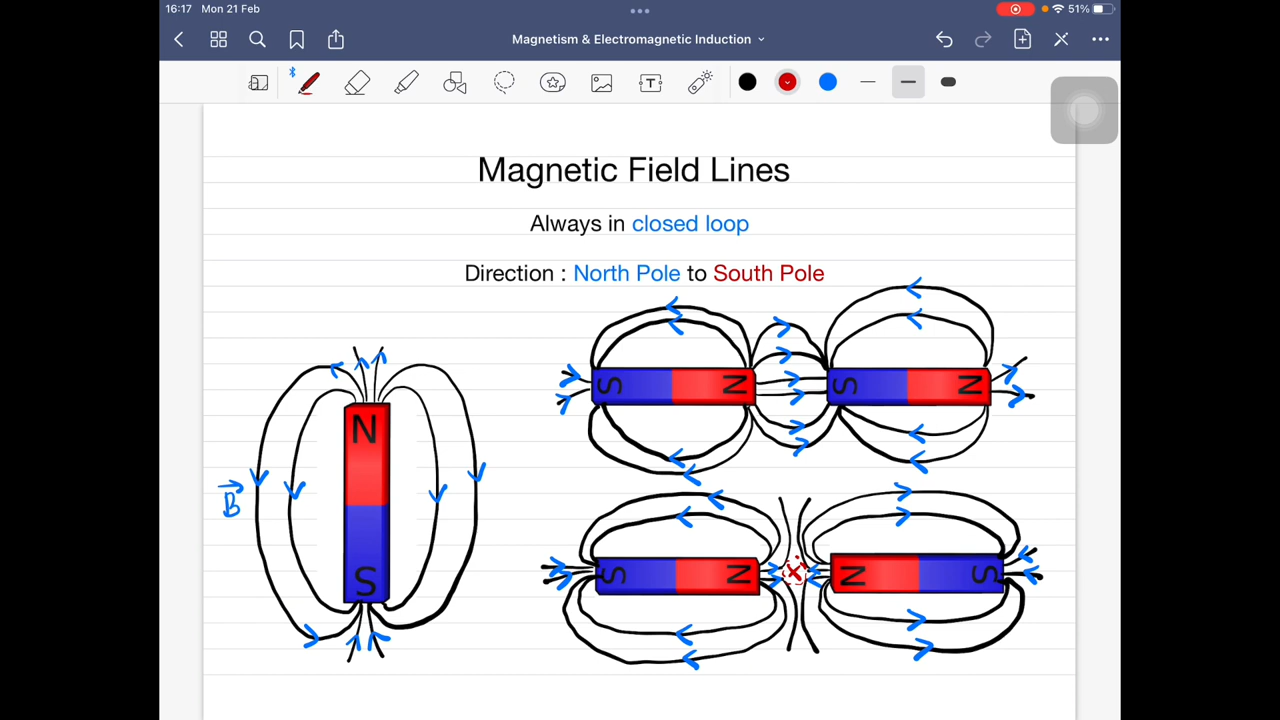 16:17 Mon 21 Feb
51%
Magnetism & Electromagnetic Induction
T
Magnetic Field Lines
Always in closed loop
Direction : North Pole to South Pole
S N S N
N
B
S
S N N S